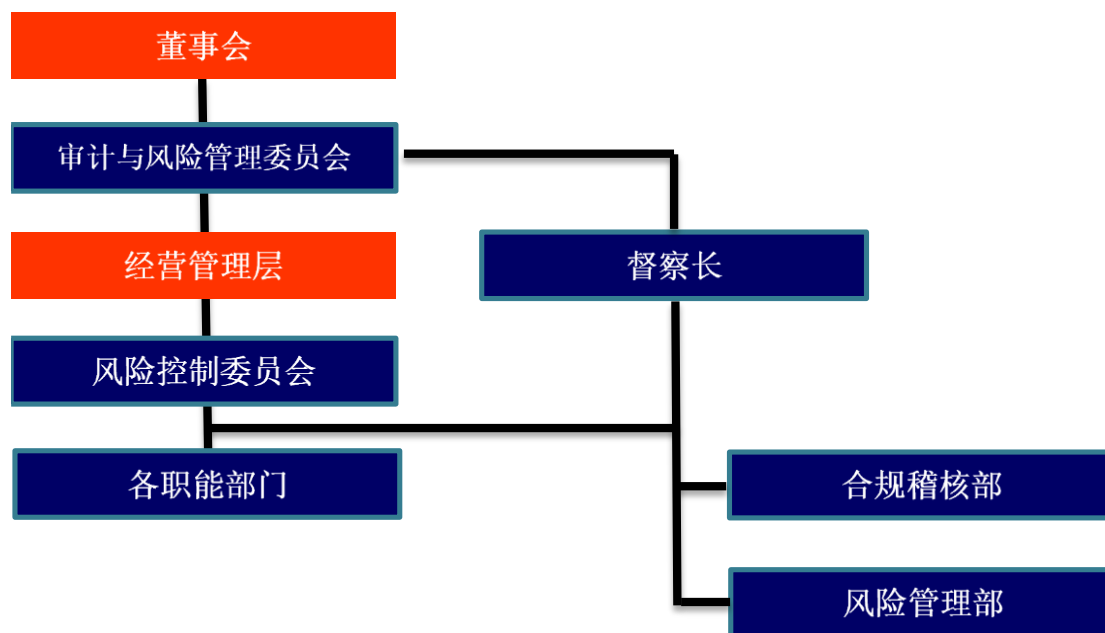 董事会
审计与风险管理委员会
经营管理层
督察长
风险控制委员会
各职能部门
合规稽核部
风险管理部